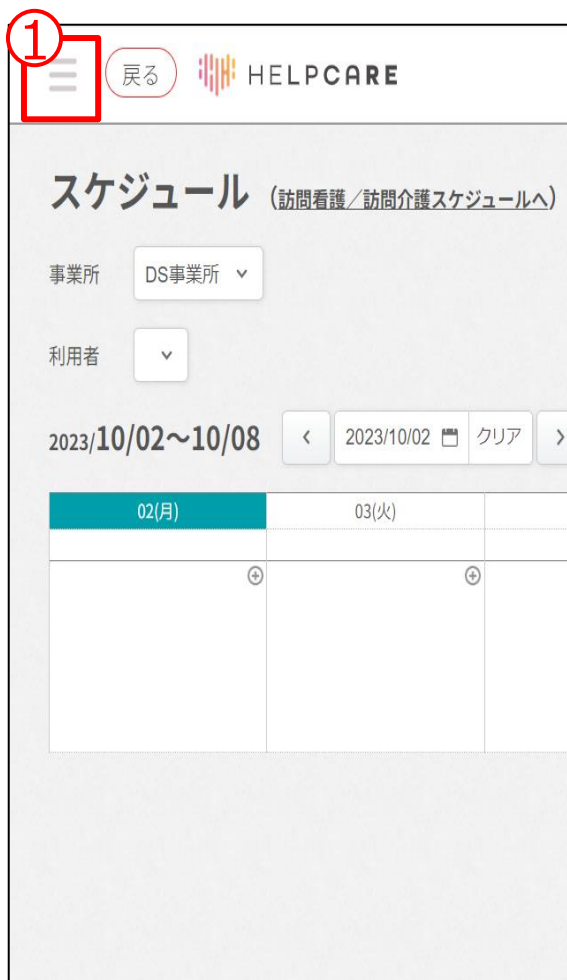 ①
戻る HELPCARE
スケジュール (訪問看護／訪問介護スケジュールへ)
事業所 DS事業所
利用者
2023/10/02～10/08 < 2023/10/02 クリア >
02(月) 03(火)